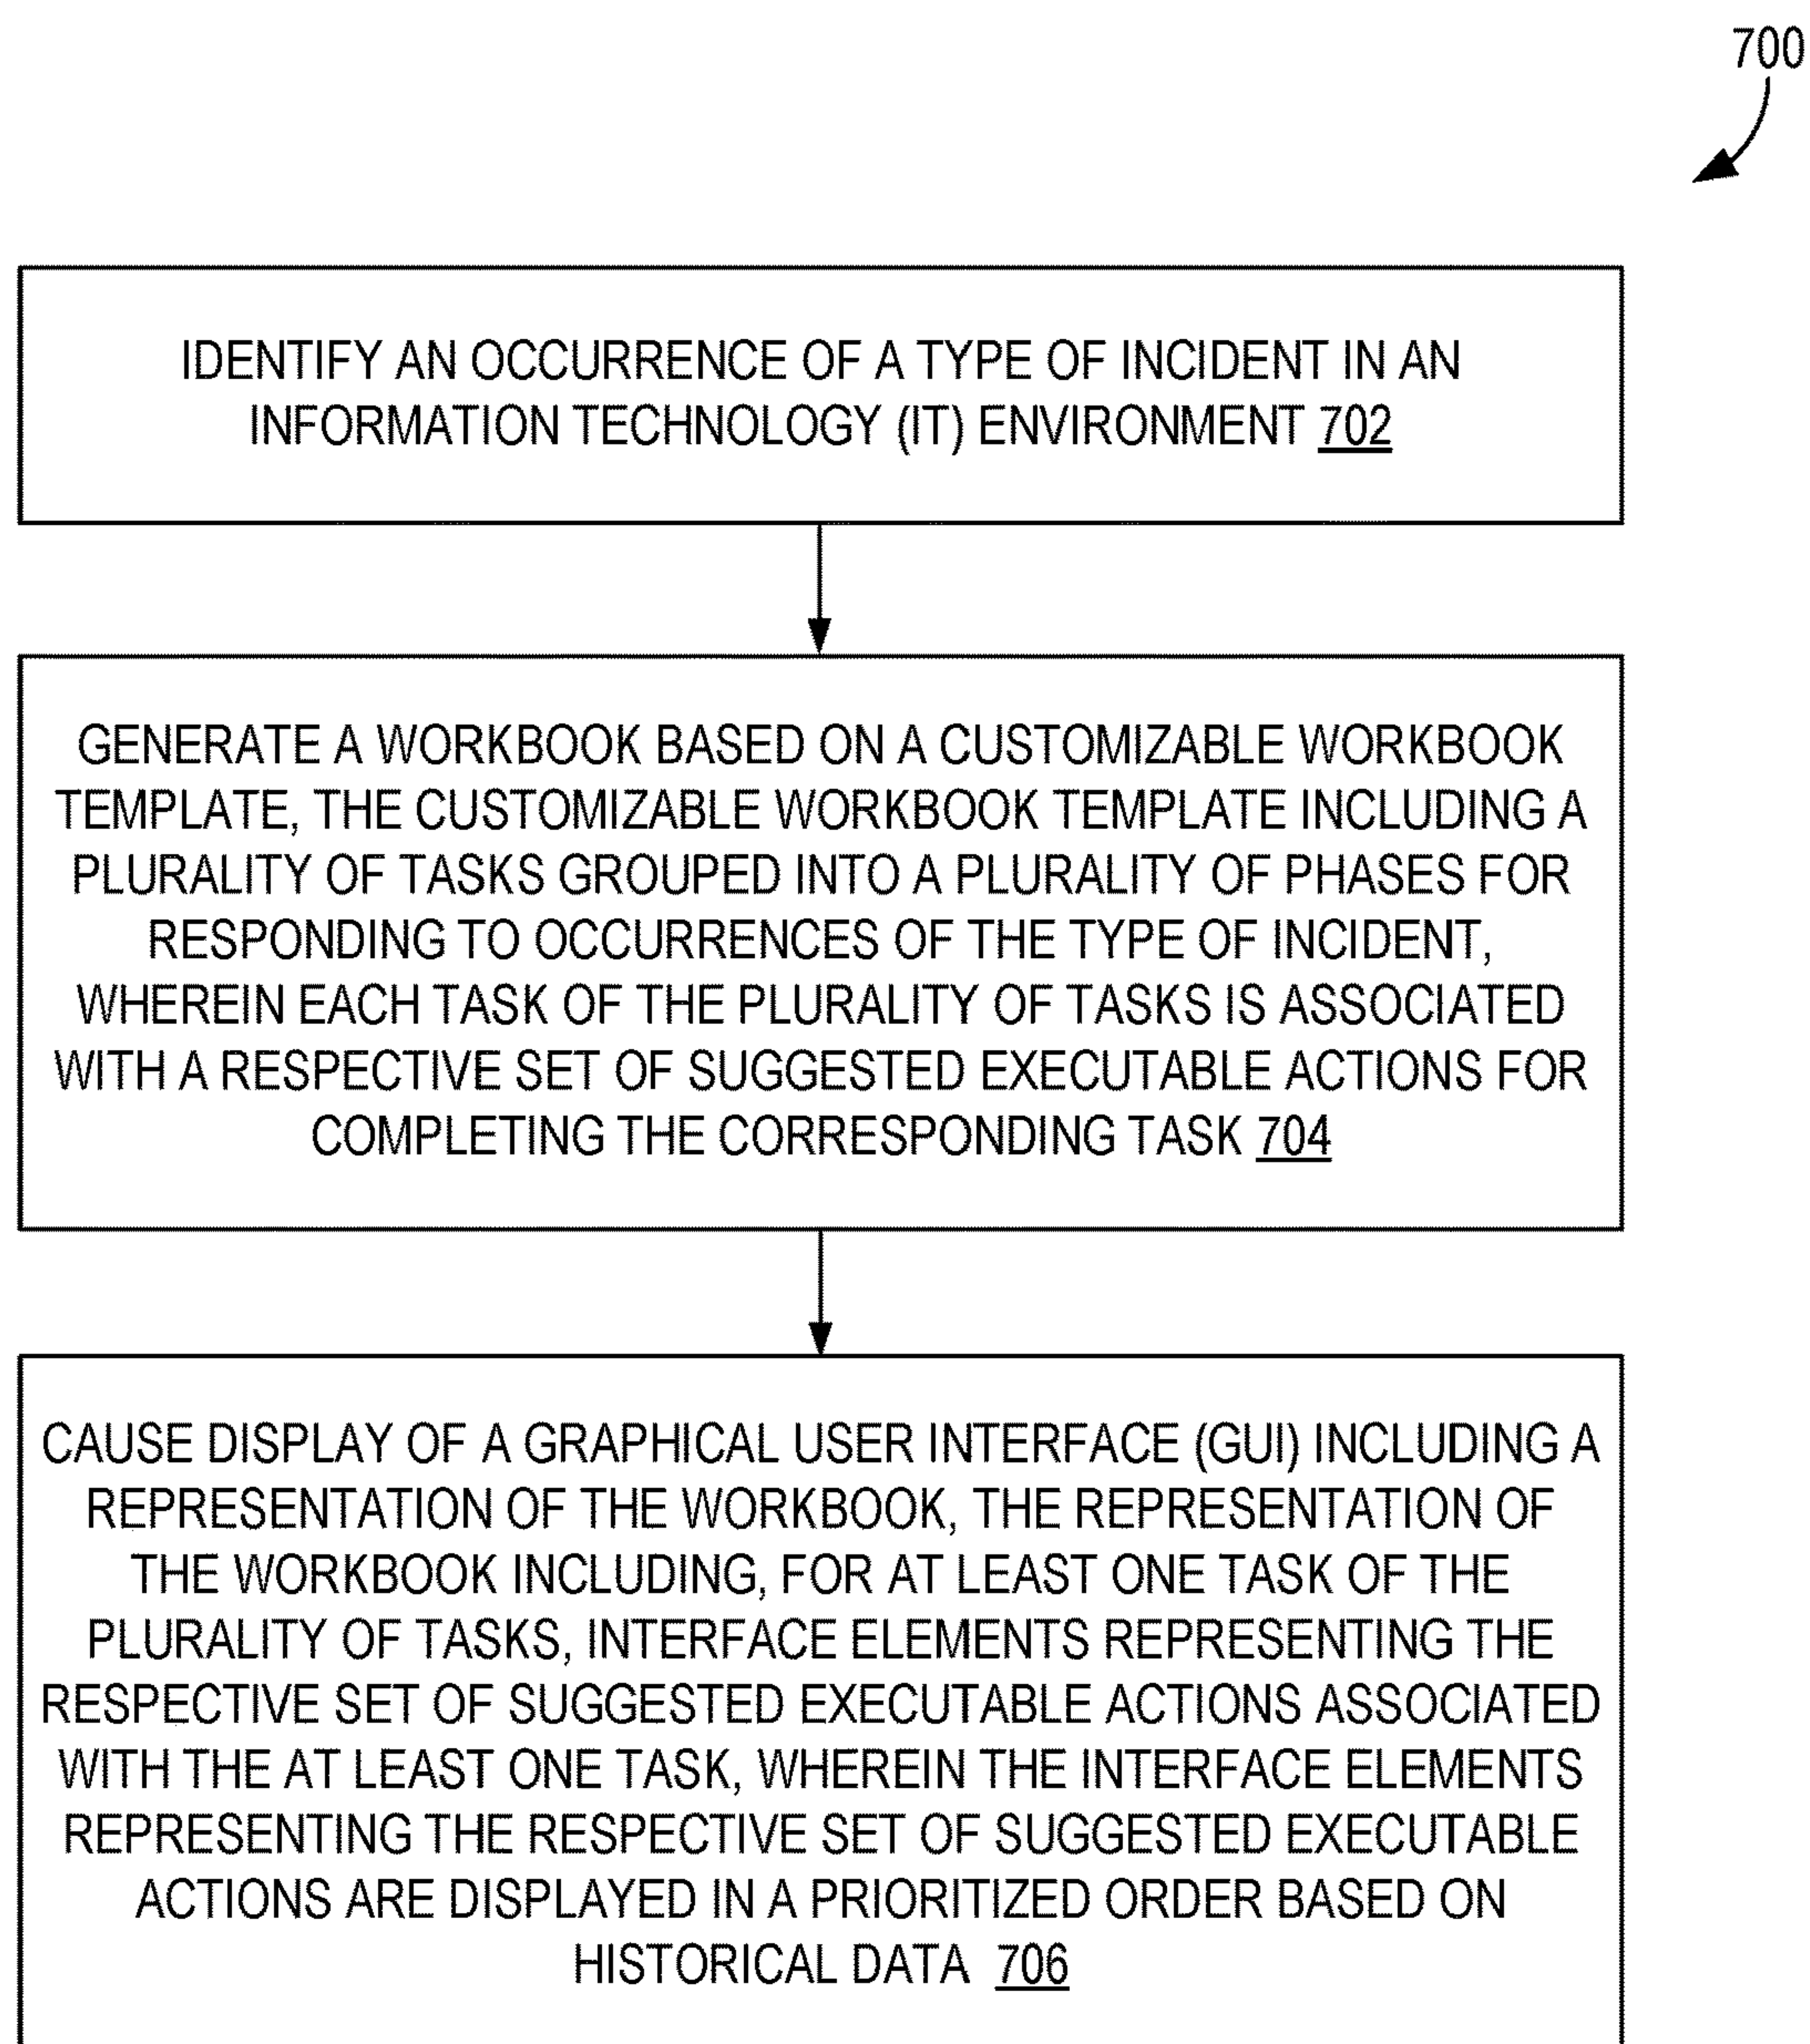 700
IDENTIFY AN OCCURRENCE OF A TYPE OF INCIDENT IN AN
INFORMATION TECHNOLOGY (IT) ENVIRONMENT 702
GENERATE A WORKBOOK BASED ON A CUSTOMIZABLE WORKBOOK
TEMPLATE, THE CUSTOMIZABLE WORKBOOK TEMPLATE INCLUDING A
PLURALITY OF TASKS GROUPED INTO A PLURALITY OF PHASES FOR
RESPONDING TO OCCURRENCES OF THE TYPE OF INCIDENT,
WHEREIN EACH TASK OF THE PLURALITY OF TASKS IS ASSOCIATED
WITH A RESPECTIVE SET OF SUGGESTED EXECUTABLE ACTIONS FOR
COMPLETING THE CORRESPONDING TASK 704
CAUSE DISPLAY OF A GRAPHICAL USER INTERFACE (GUI) INCLUDING A
REPRESENTATION OF THE WORKBOOK, THE REPRESENTATION OF
THE WORKBOOK INCLUDING, FOR AT LEAST ONE TASK OF THE
PLURALITY OF TASKS, INTERFACE ELEMENTS REPRESENTING THE
RESPECTIVE SET OF SUGGESTED EXECUTABLE ACTIONS ASSOCIATED
WITH THE AT LEAST ONE TASK, WHEREIN THE INTERFACE ELEMENTS
REPRESENTING THE RESPECTIVE SET OF SUGGESTED EXECUTABLE
ACTIONS ARE DISPLAYED IN A PRIORITIZED ORDER BASED ON
HISTORICAL DATA 706